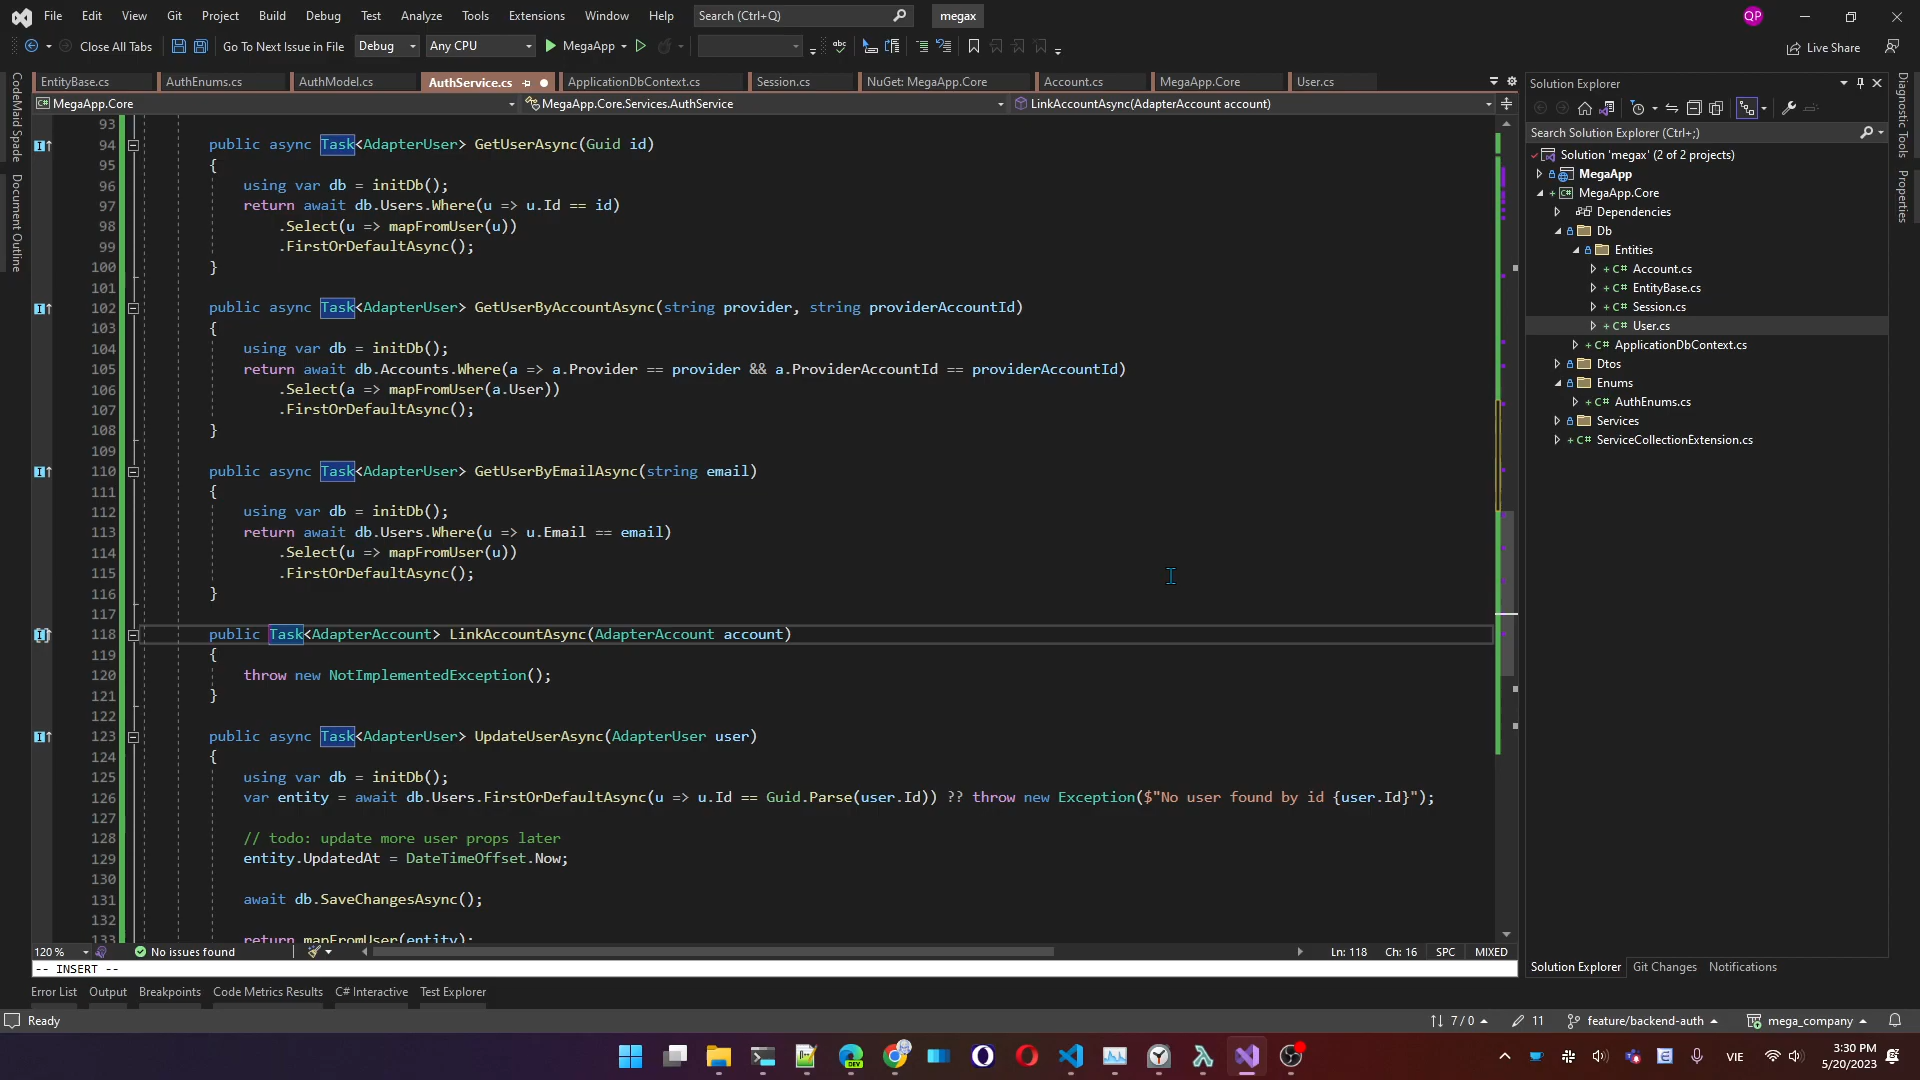 File Edit View Git Project Build Debug Test Analyze Tools Extensions Window Help Search (Ctrl+Q) megax QP
Close All Tabs Go To Next Issue in File Debug Any CPU MegaApp abc Live Share
EntityBase.cs AuthEnums.cs AuthModel.cs AuthService.cs ApplicationDbContext.cs Session.cs NuGet: MegaApp.Core Account.cs MegaApp.Core User.cs
MegaApp.Core MegaApp.Core.Services.AuthService LinkAccountAsync(AdapterAccount account)
CodeMaid Spade
Document Outline
93
94 public async Task<AdapterUser> GetUserAsync(Guid id)
95 {
96 using var db = initDb();
97 return await db.Users.Where(u => u.Id == id)
98 .Select(u => mapFromUser(u))
99 .FirstOrDefaultAsync();
100 }
101
102 public async Task<AdapterUser> GetUserByAccountAsync(string provider, string providerAccountId)
103 {
104 using var db = initDb();
105 return await db.Accounts.Where(a => a.Provider == provider && a.ProviderAccountId == providerAccountId)
106 .Select(a => mapFromUser(a.User))
107 .FirstOrDefaultAsync();
108 }
109
110 public async Task<AdapterUser> GetUserByEmailAsync(string email)
111 {
112 using var db = initDb();
113 return await db.Users.Where(u => u.Email == email)
114 .Select(u => mapFromUser(u))
115 .FirstOrDefaultAsync();
116 }
117
118 public Task<AdapterAccount> LinkAccountAsync(AdapterAccount account)
119 {
120 throw new NotImplementedException();
121 }
122
123 public async Task<AdapterUser> UpdateUserAsync(AdapterUser user)
124 {
125 using var db = initDb();
126 var entity = await db.Users.FirstOrDefaultAsync(u => u.Id == Guid.Parse(user.Id)) ?? throw new Exception($"No user found by id {user.Id}");
127
128 // todo: update more user props later
129 entity.UpdatedAt = DateTimeOffset.Now;
130
131 await db.SaveChangesAsync();
132
133 return mapFromUser(entity);
120 % No issues found Ln: 118 Ch: 16 SPC MIXED
-- INSERT --
Error List Output Breakpoints Code Metrics Results C# Interactive Test Explorer
Solution Explorer
Search Solution Explorer (Ctrl+;)
Solution 'megax' (2 of 2 projects)
MegaApp
MegaApp.Core
Dependencies
Db
Entities
C# Account.cs
C# EntityBase.cs
C# Session.cs
C# User.cs
C# ApplicationDbContext.cs
Dtos
Enums
C# AuthEnums.cs
Services
C# ServiceCollectionExtension.cs
Solution Explorer Git Changes Notifications
Diagnostic Tools
Properties
Ready 7 / 0 11 feature/backend-auth mega_company
VIE 3:30 PM
5/20/2023